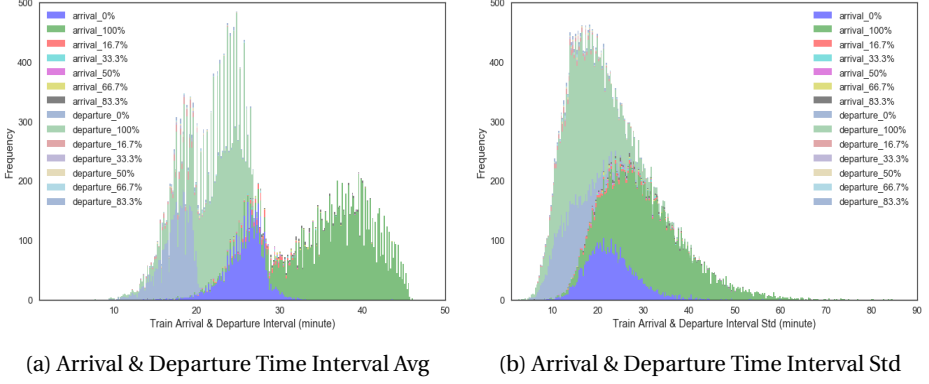 500
400
300
200
100
0
Frequency
arrival_0%
arrival_100%
arrival_16.7%
arrival_33.3%
arrival_50%
arrival_66.7%
arrival_83.3%
departure_0%
departure_100%
departure_16.7%
departure_33.3%
departure_50%
departure_66.7%
departure_83.3%
10 20 30 40 50
Train Arrival & Departure Interval (minute)
(a) Arrival & Departure Time Interval Avg
500
400
300
200
100
0
Frequency
arrival_0%
arrival_100%
arrival_16.7%
arrival_33.3%
arrival_50%
arrival_66.7%
arrival_83.3%
departure_0%
departure_100%
departure_16.7%
departure_33.3%
departure_50%
departure_66.7%
departure_83.3%
10 20 30 40 50 60 70 80 90
Train Arrival & Departure Interval Std (minute)
(b) Arrival & Departure Time Interval Std